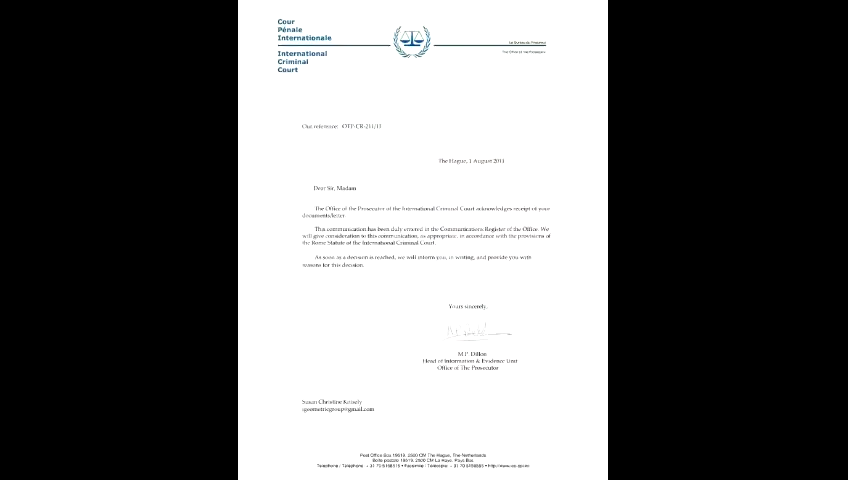 Cour
Pénale
Internationale
International
Criminal
Court
Le Bureau du Procureur
The Office of the Prosecutor
Our reference: OTP-CR-211/11
The Hague, 1 August 2011
Dear Sir, Madam
The Office of the Prosecutor of the International Criminal Court acknowledges receipt of your
documents/letter.
This communication has been duly entered in the Communications Register of the Office. We
will give consideration to this communication, as appropriate, in accordance with the provisions of
the Rome Statute of the International Criminal Court.
As soon as a decision is reached, we will inform you, in writing, and provide you with
reasons for this decision.
Yours sincerely,
M.P. Dillon
Head of Information & Evidence Unit
Office of The Prosecutor
Susan Christine
Post Office Box 19519, 2500 CM The Hague, The Netherlands
Boîte postale 19519, 2500 CM La Haye, Pays Bas